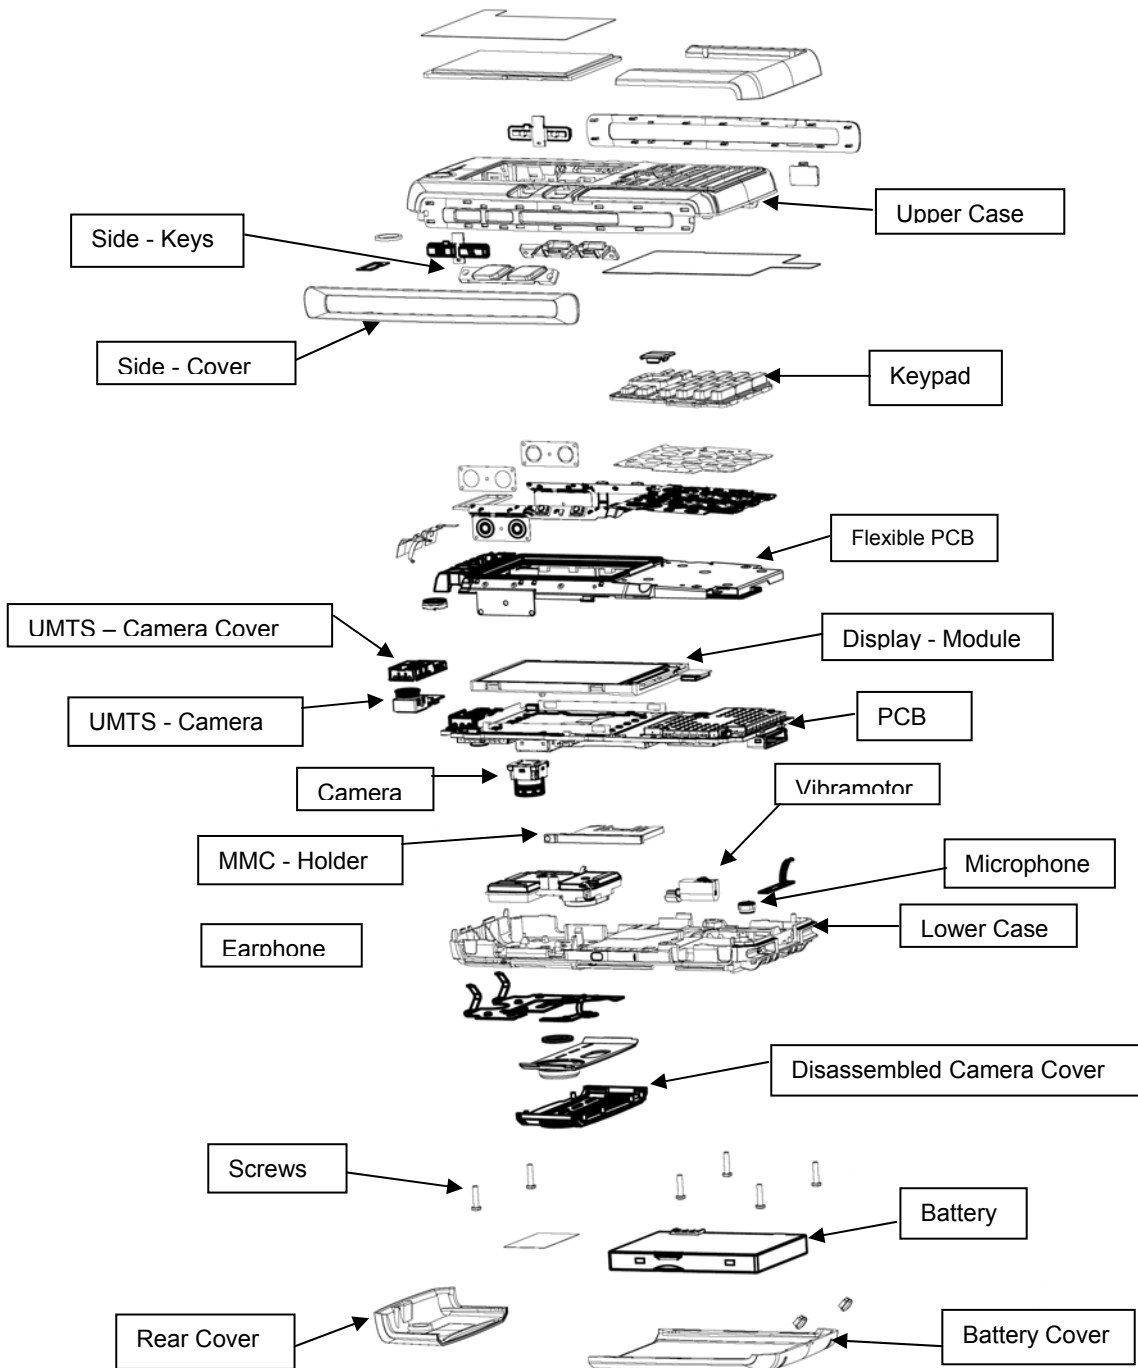 Upper Case
Side - Keys
Side - Cover
Keypad
Flexible PCB
UMTS – Camera Cover
Display - Module
UMTS - Camera
PCB
Camera
Vibramotor
MMC - Holder
Microphone
Earphone
Lower Case
Disassembled Camera Cover
Screws
Battery
Rear Cover
Battery Cover